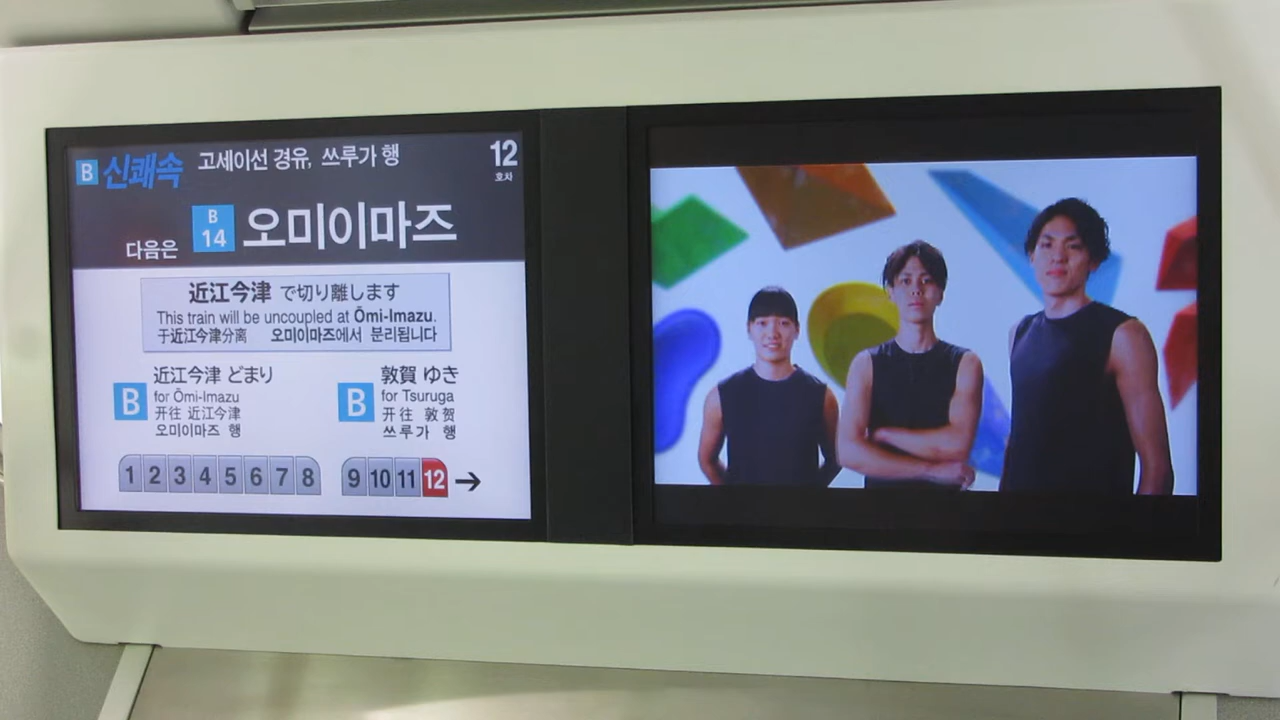 B 신쾌속 고세이선 경유, 쓰루가 행 12
호차
다음은 B 14 오미이마즈
近江今津 で切り離します
This train will be uncoupled at Ōmi-Imazu.
于近江今津分离 오미이마즈에서 分리됩니다
B 近江今津 どまり
for Ōmi-Imazu
开往 近江今津
오미이마즈 행
B 敦賀 ゆき
for Tsuruga
开往 敦贺
쓰루가 행
1 2 3 4 5 6 7 8 9 10 11 12 →